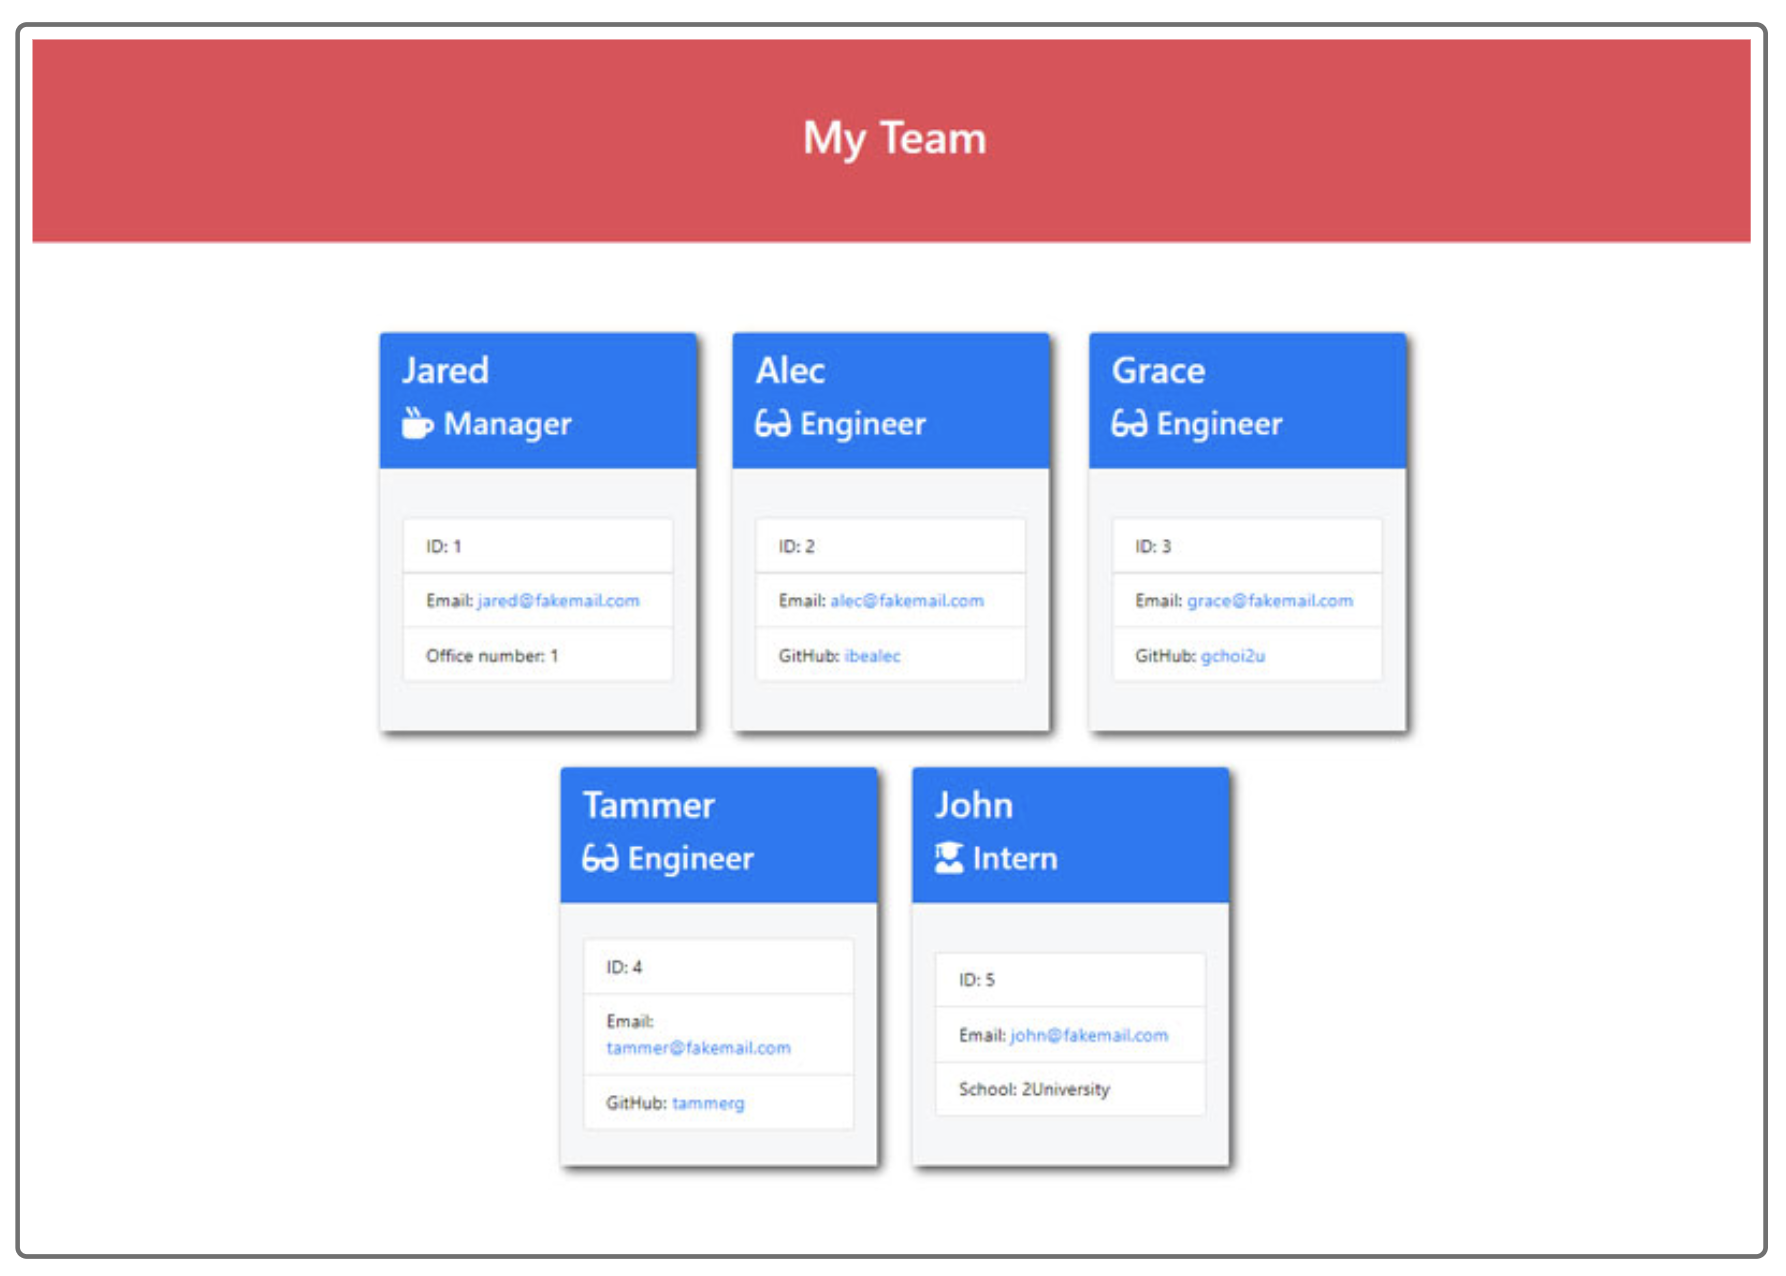 My Team
Jared
Manager
ID: 1
Email: jared@fakemail.com
Office number: 1
Alec
Engineer
ID: 2
Email: alec@fakemail.com
GitHub: ibealec
Grace
Engineer
ID: 3
Email: grace@fakemail.com
GitHub: gchoi2u
Tammer
Engineer
ID: 4
Email:
tammer@fakemail.com
GitHub: tammerg
John
Intern
ID: 5
Email: john@fakemail.com
School: 2University